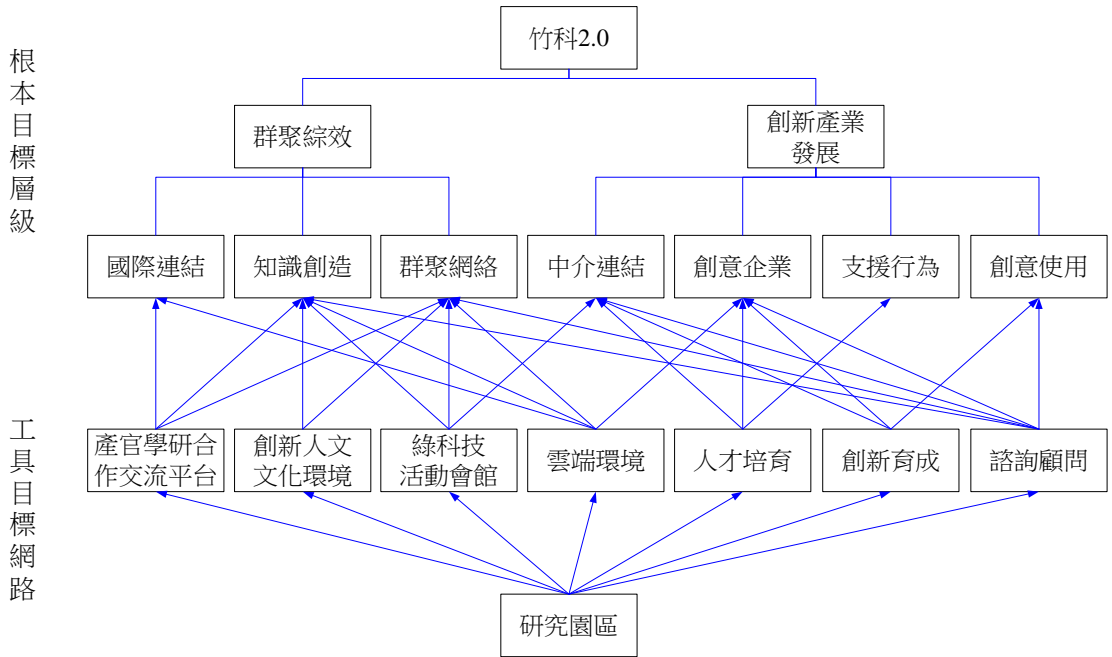 竹科2.0
根本目標層級
群聚綜效
創新產業
發展
國際連結
知識創造
群聚網絡
中介連結
創意企業
支援行為
創意使用
工具目標網路
產官學研合
作交流平台
創新人文
文化環境
綠科技
活動會館
雲端環境
人才培育
創新育成
諮詢顧問
研究園區